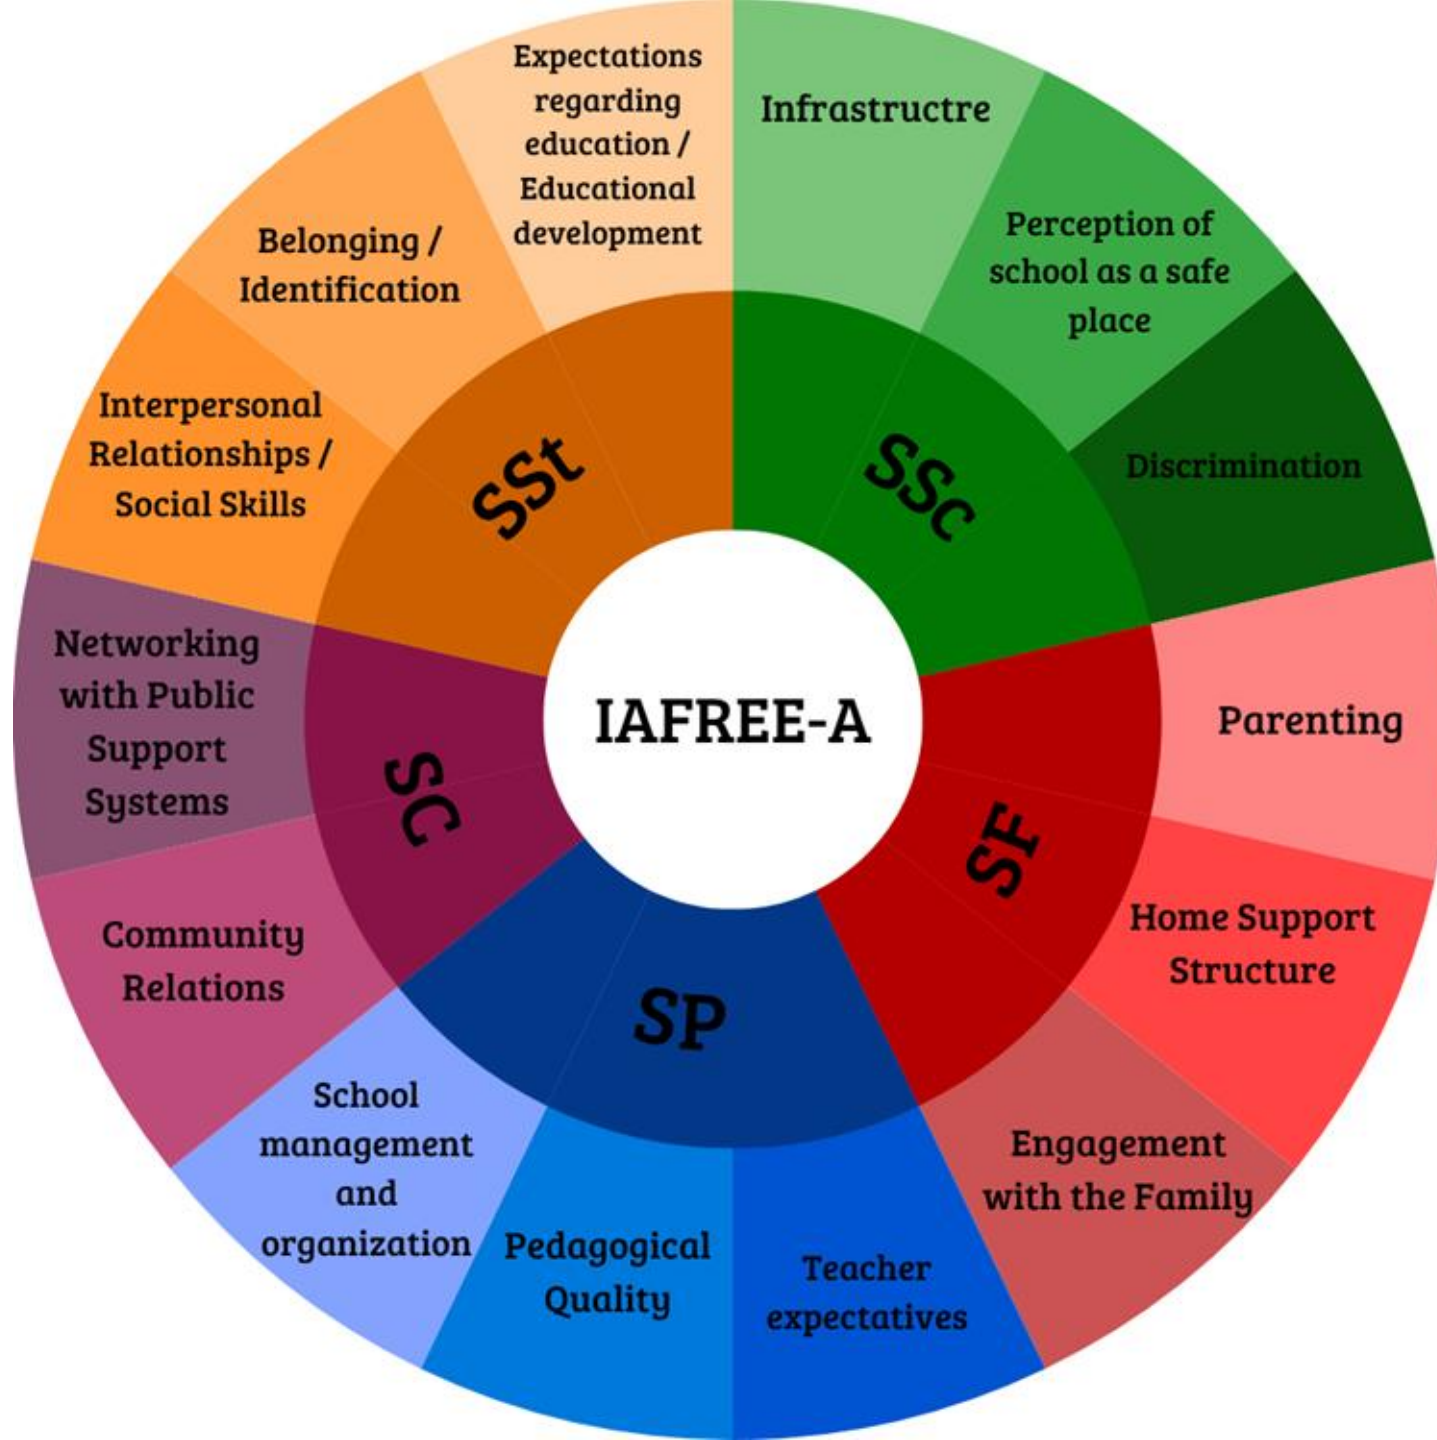 Expectations
regarding
education /
Educational
development
Infrastructre
Perception of
school as a safe
place
Discrimination
Parenting
Home Support
Structure
Engagement
with the Family
Teacher
expectatives
Pedagogical
Quality
School
management
and
organization
Community
Relations
Networking
with Public
Support
Systems
Interpersonal
Relationships /
Social Skills
Belonging /
Identification
SSt
SSc
SF
SP
SC
IAFREE-A